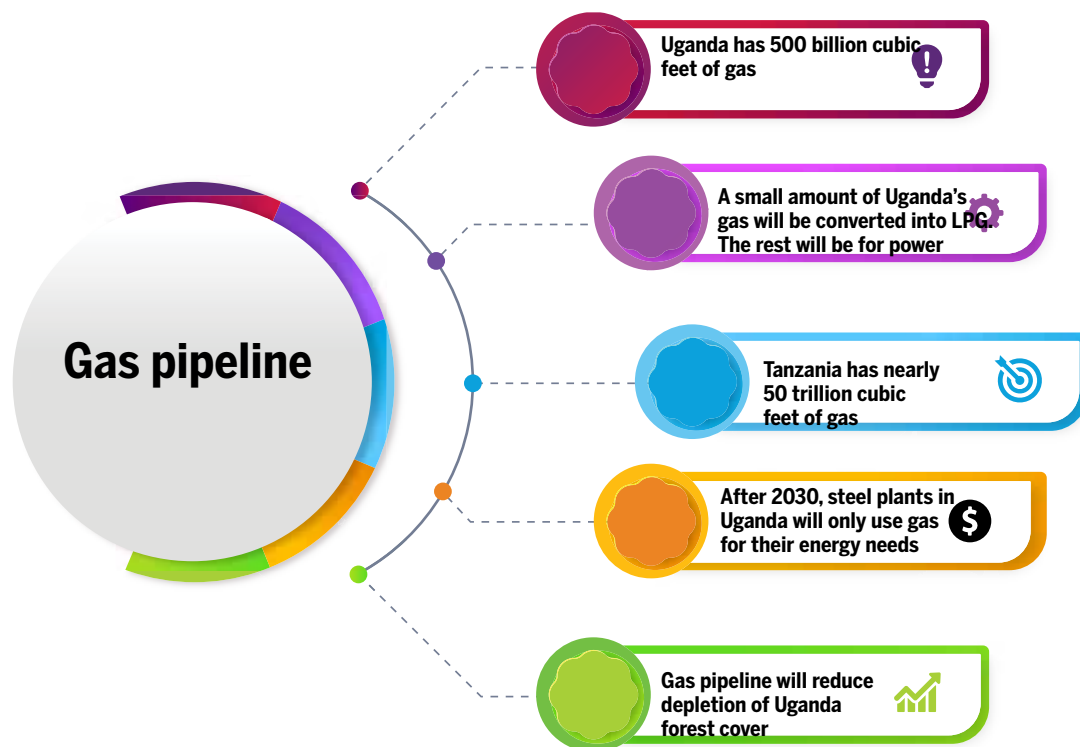 Gas pipeline
Uganda has 500 billion cubic
feet of gas
A small amount of Uganda’s
gas will be converted into LPG.
The rest will be for power
Tanzania has nearly
50 trillion cubic
feet of gas
After 2030, steel plants in
Uganda will only use gas
for their energy needs
$
Gas pipeline will reduce
depletion of Uganda
forest cover